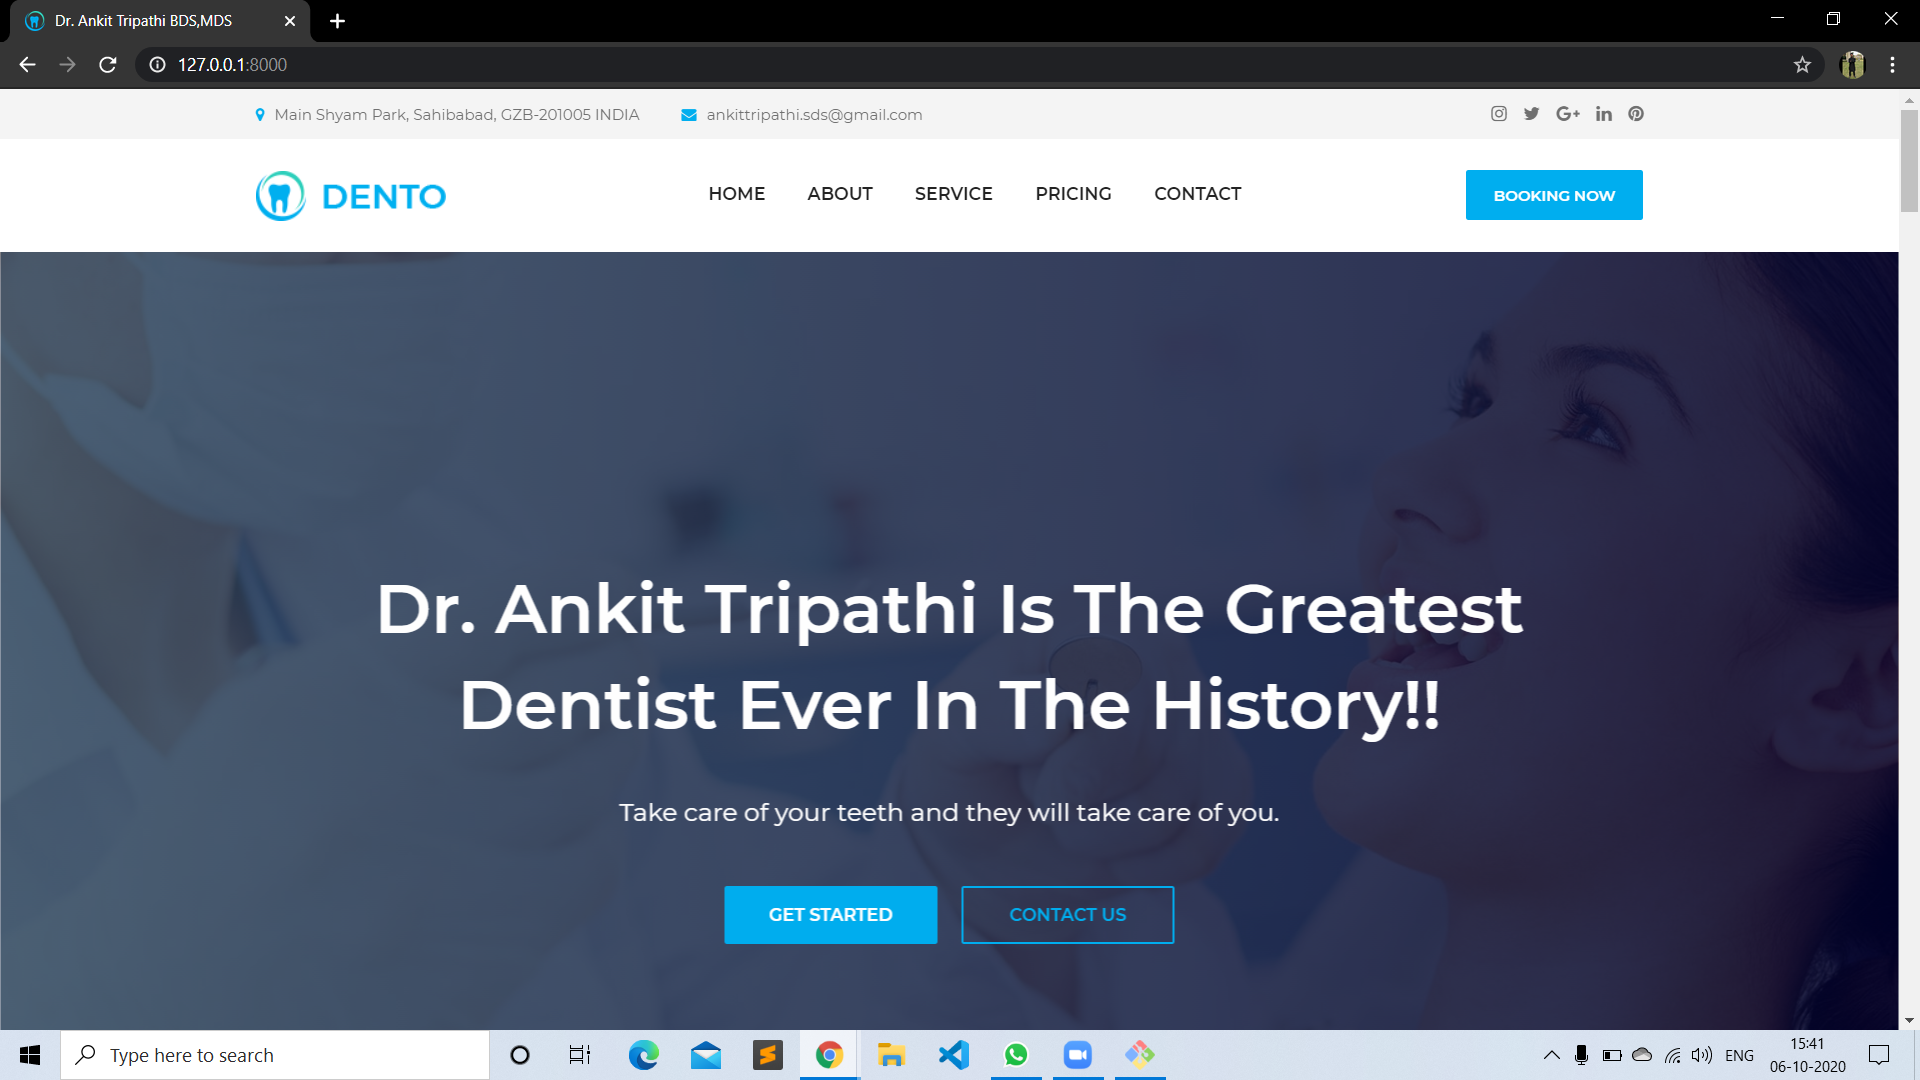 Dr. Ankit Tripathi BDS,MDS
127.0.0.1:8000
Main Shyam Park, Sahibabad, GZB-201005 INDIA ankittripathi.sds@gmail.com
DENTO HOME ABOUT SERVICE PRICING CONTACT BOOKING NOW
Dr. Ankit Tripathi Is The Greatest
Dentist Ever In The History!!
Take care of your teeth and they will take care of you.
GET STARTED CONTACT US
Type here to search ENG 15:41
06-10-2020